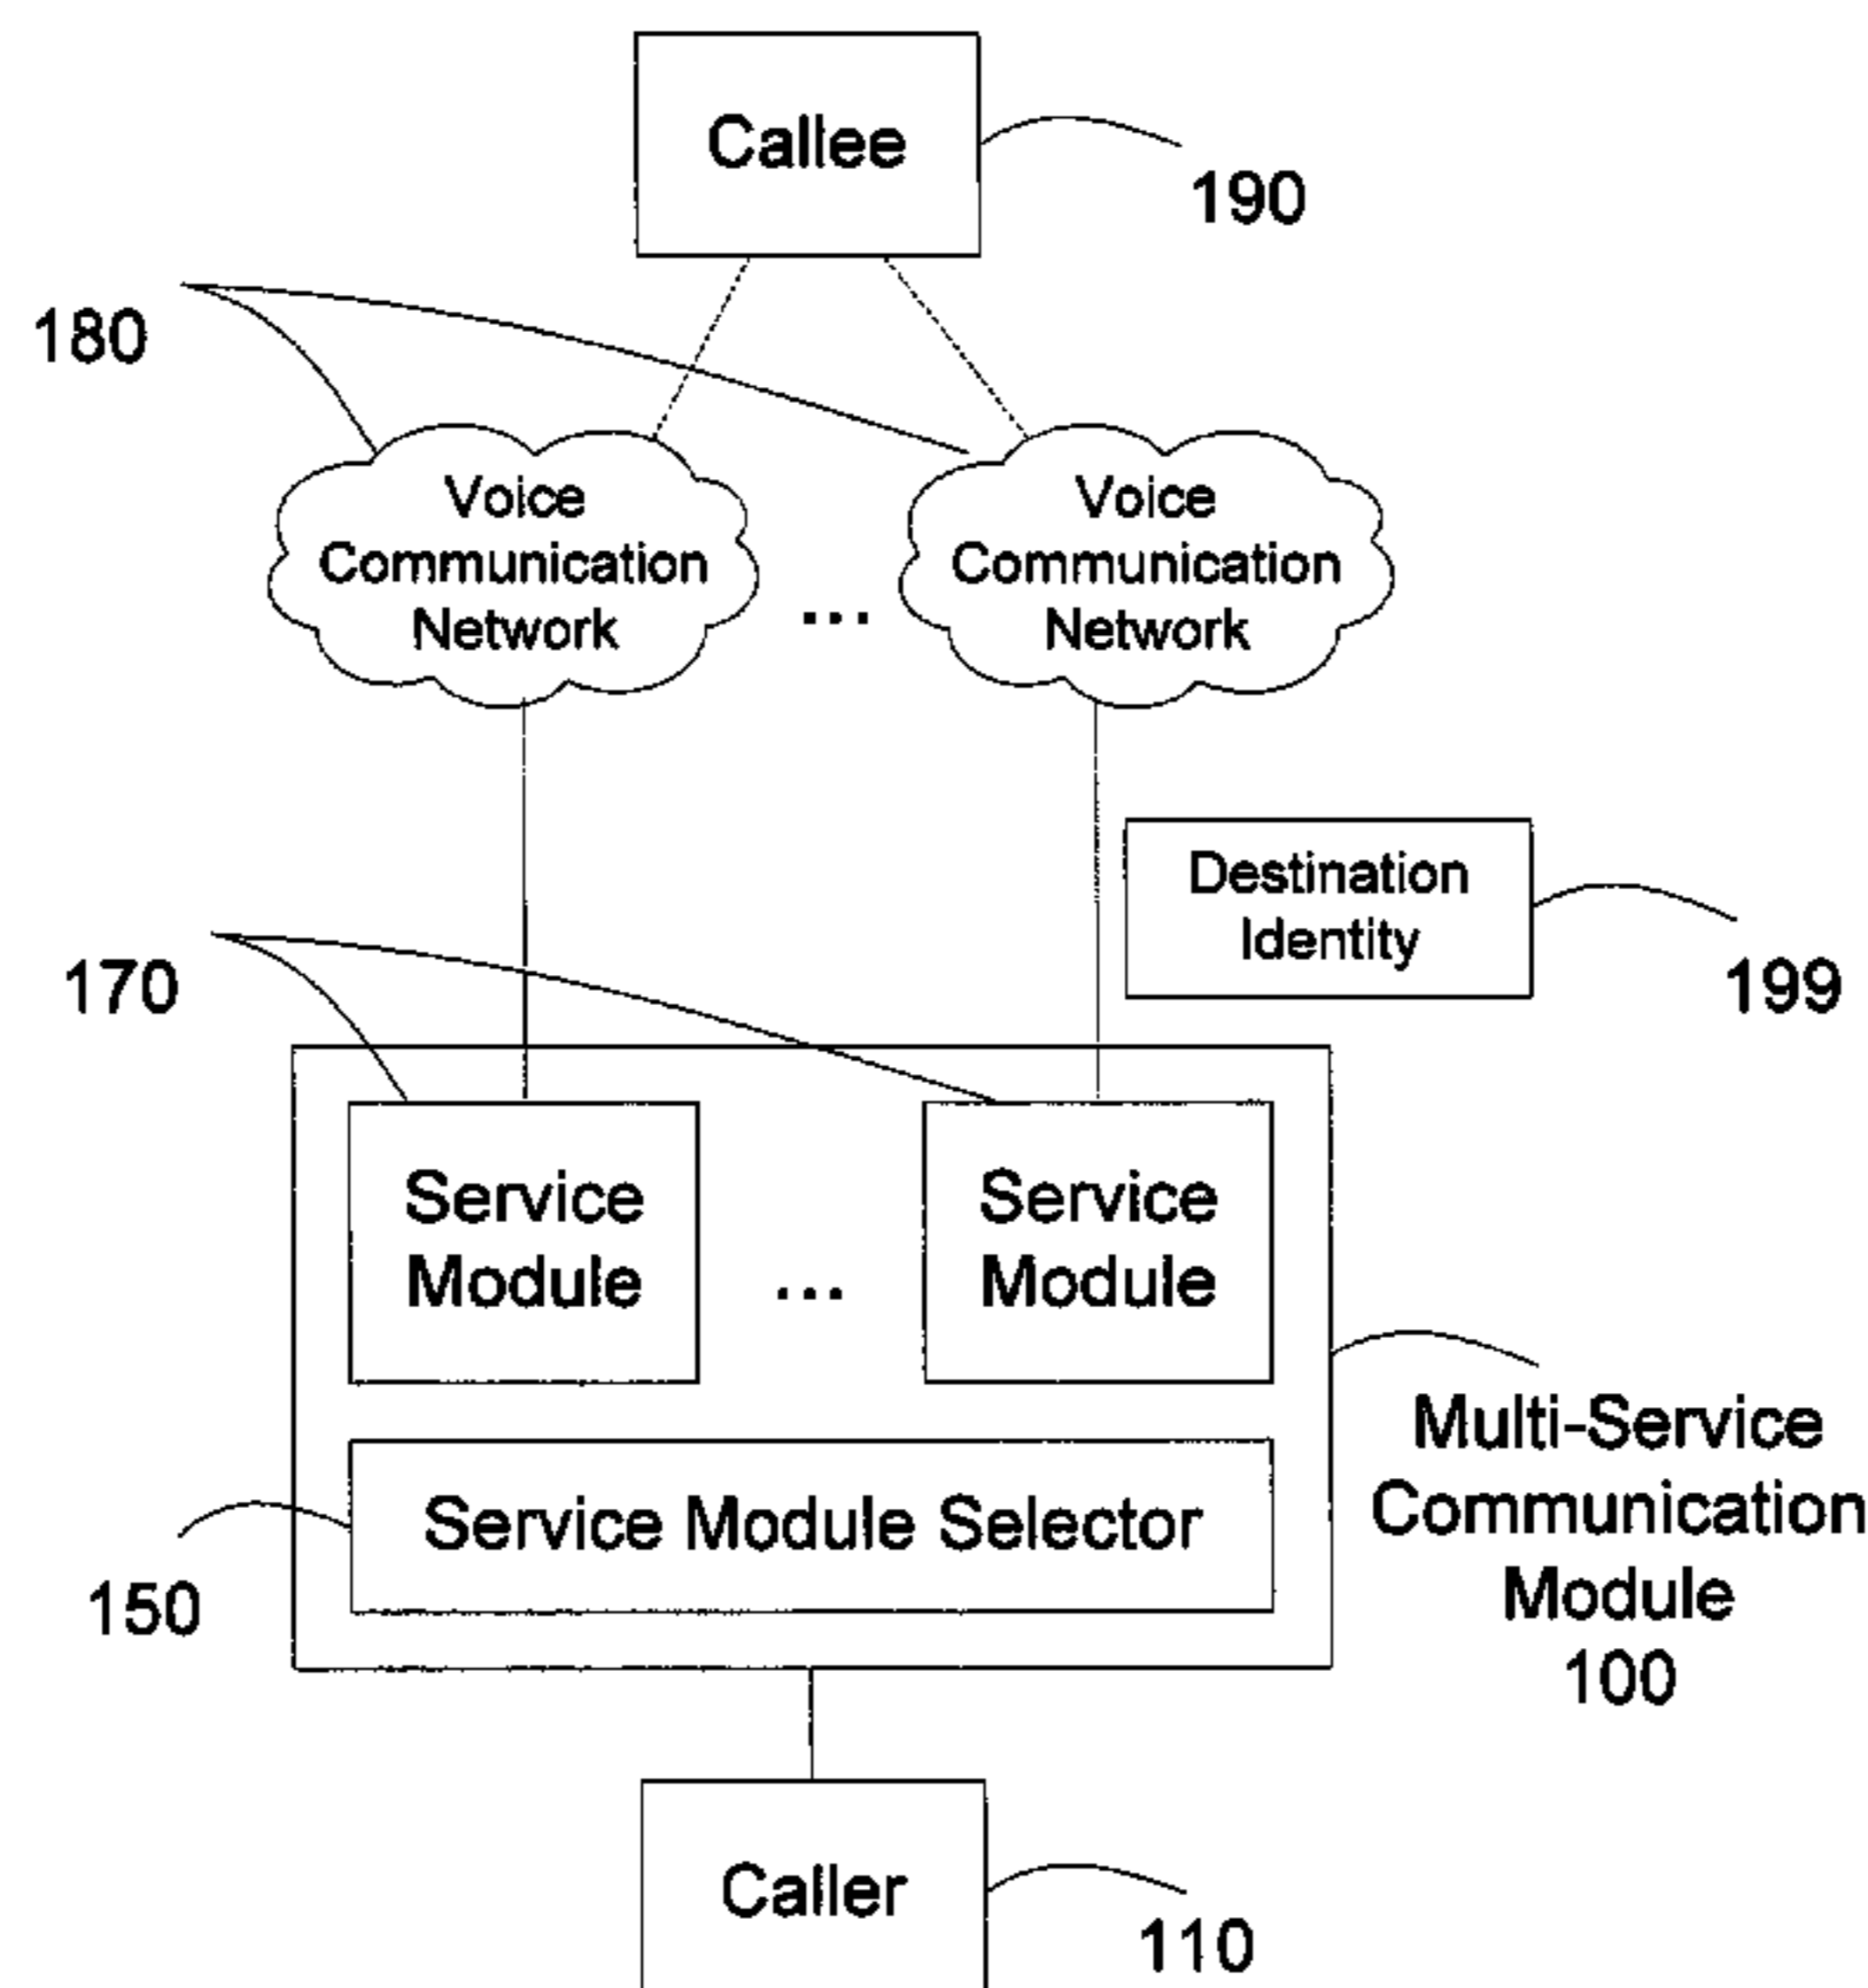 Callee
190
180
Voice
Communication
Network
...
Voice
Communication
Network
Destination
Identity
199
170
Service
Module
...
Service
Module
Multi-Service
Communication
Module
100
Service Module Selector
150
Caller
110